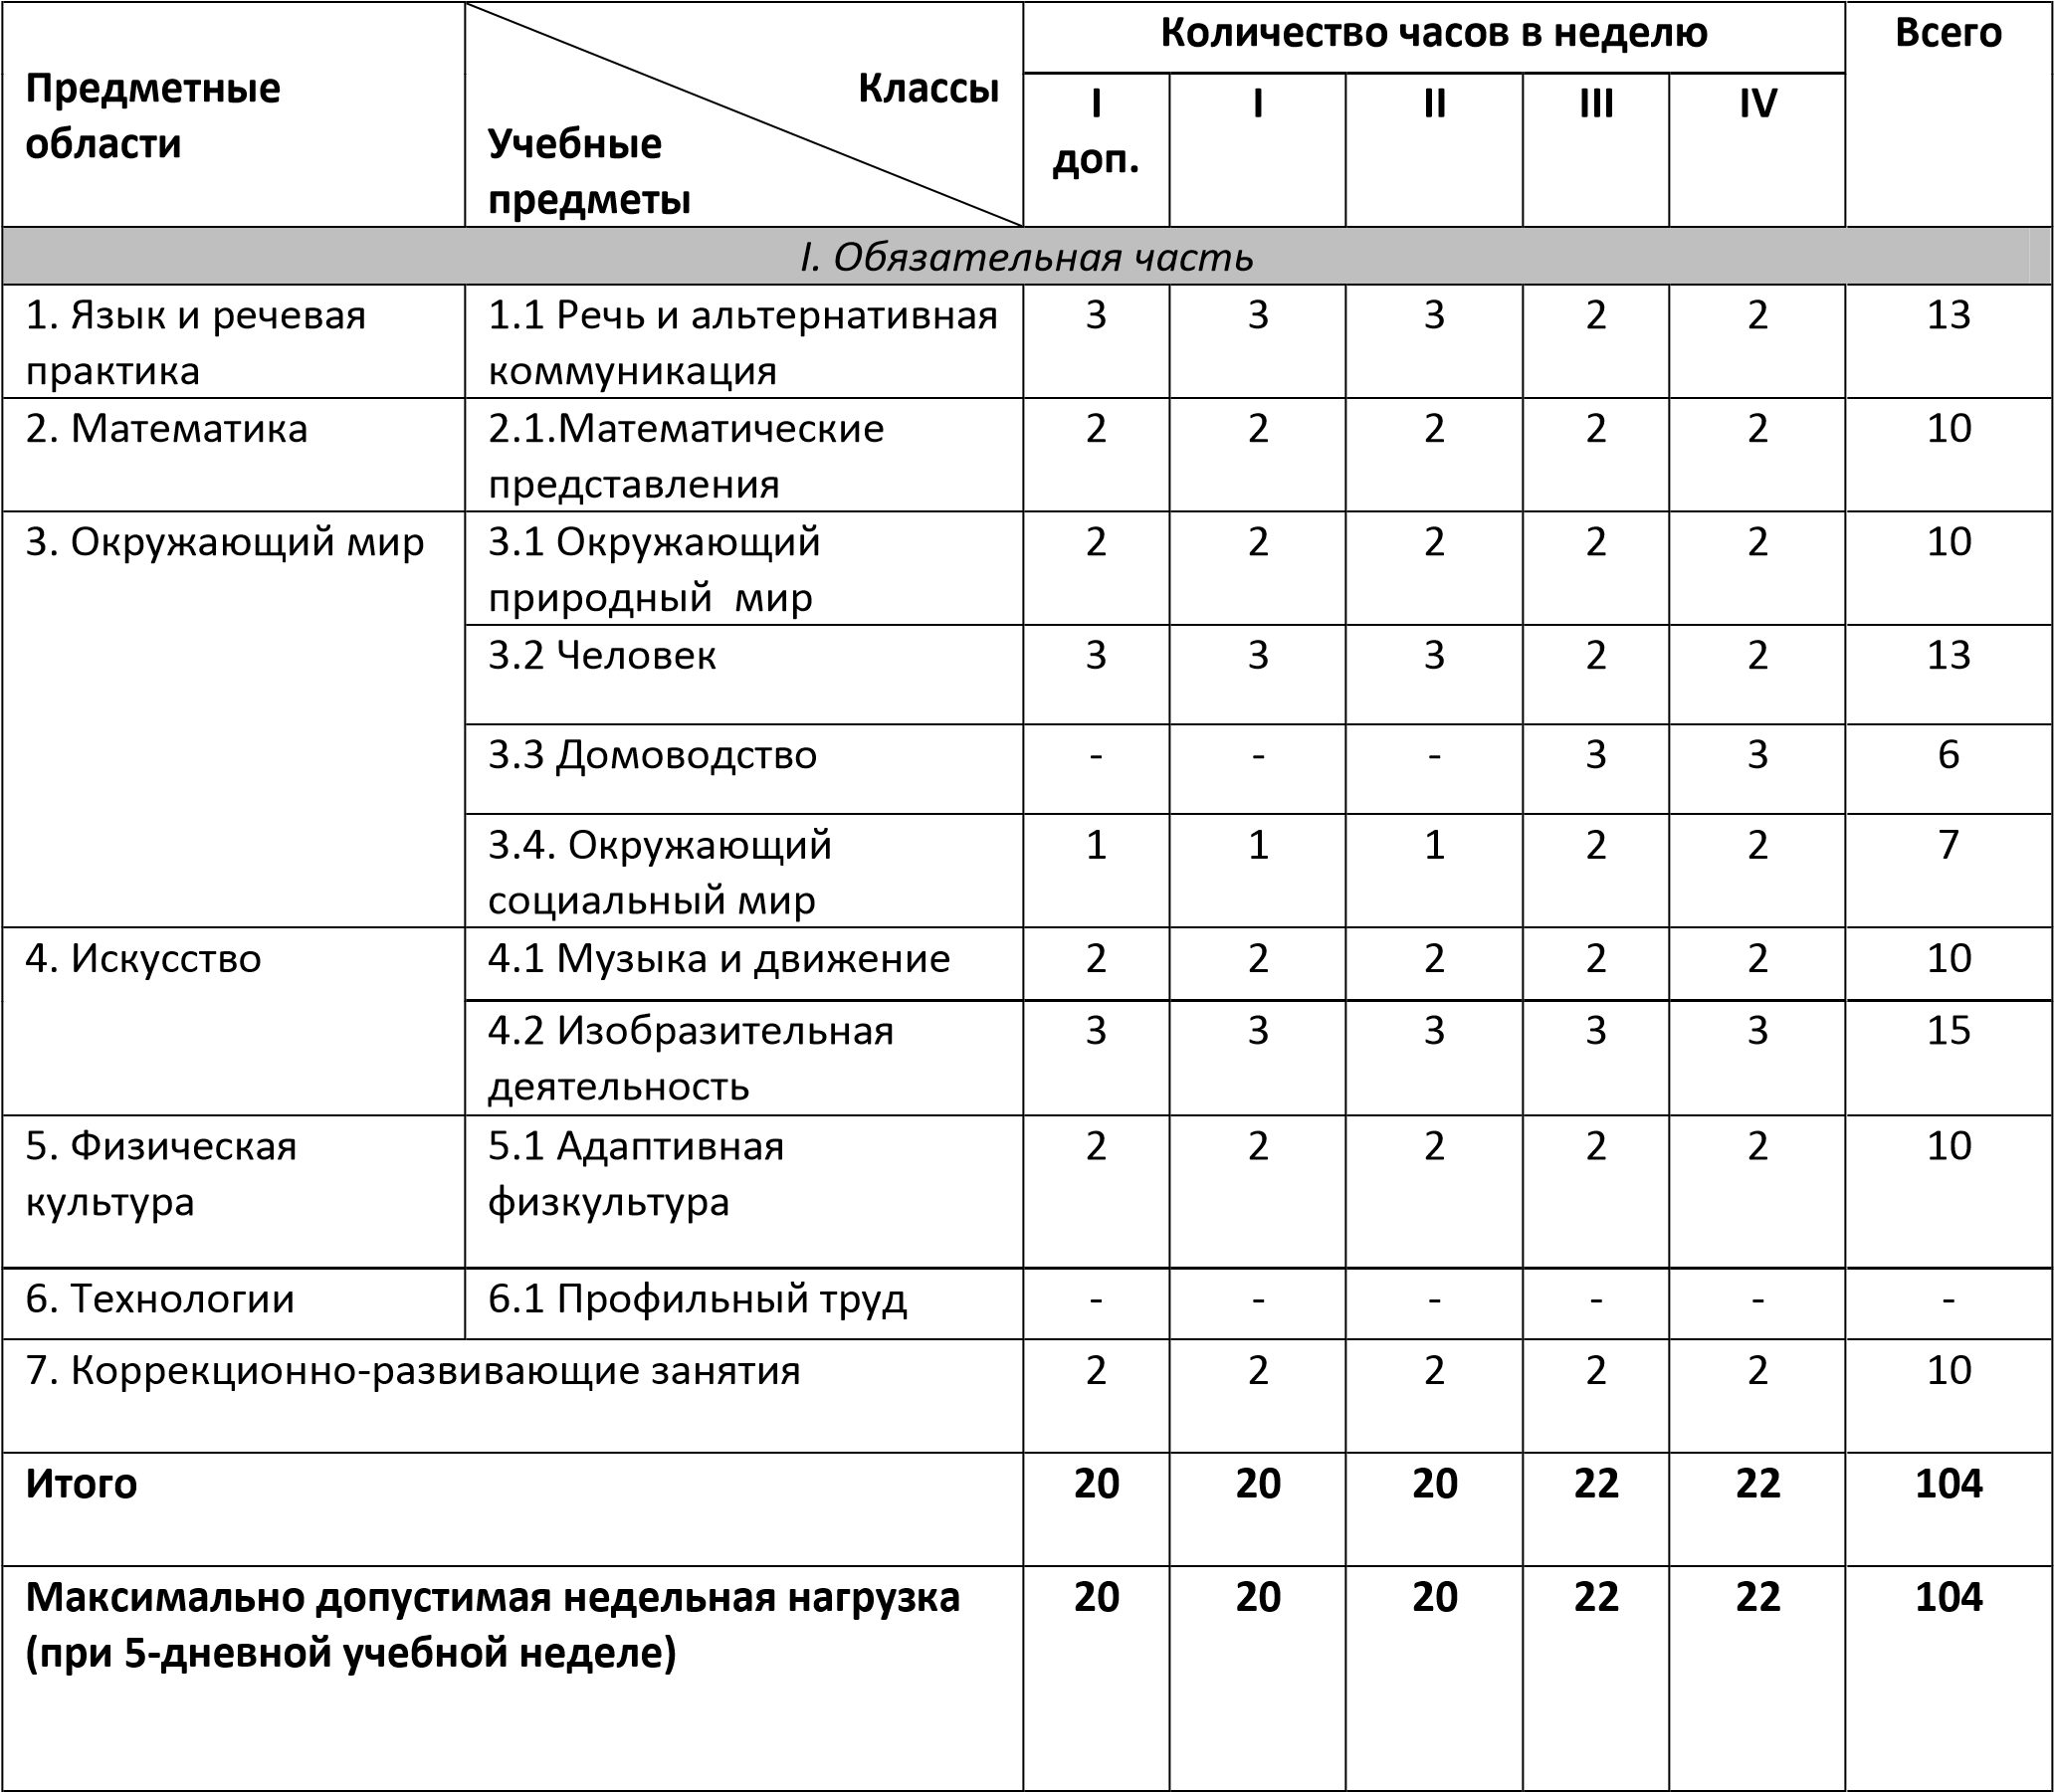 Предметные
области
Классы
Учебные
предметы
Количество часов в неделю
Всего
I
доп.
I
II
III
IV
I. Обязательная часть
1. Язык и речевая
практика
1.1 Речь и альтернативная
коммуникация
3
3
3
2
2
13
2. Математика
2.1.Математические
представления
2
2
2
2
2
10
3. Окружающий мир
3.1 Окружающий
природный  мир
2
2
2
2
2
10
3.2 Человек
3
3
3
2
2
13
3.3 Домоводство
-
-
-
3
3
6
3.4. Окружающий
социальный мир
1
1
1
2
2
7
4. Искусство
4.1 Музыка и движение
2
2
2
2
2
10
4.2 Изобразительная
деятельность
3
3
3
3
3
15
5. Физическая
культура
5.1 Адаптивная
физкультура
2
2
2
2
2
10
6. Технологии
6.1 Профильный труд
-
-
-
-
-
-
7. Коррекционно-развивающие занятия
2
2
2
2
2
10
Итого
20
20
20
22
22
104
Максимально допустимая недельная нагрузка
(при 5-дневной учебной неделе)
20
20
20
22
22
104